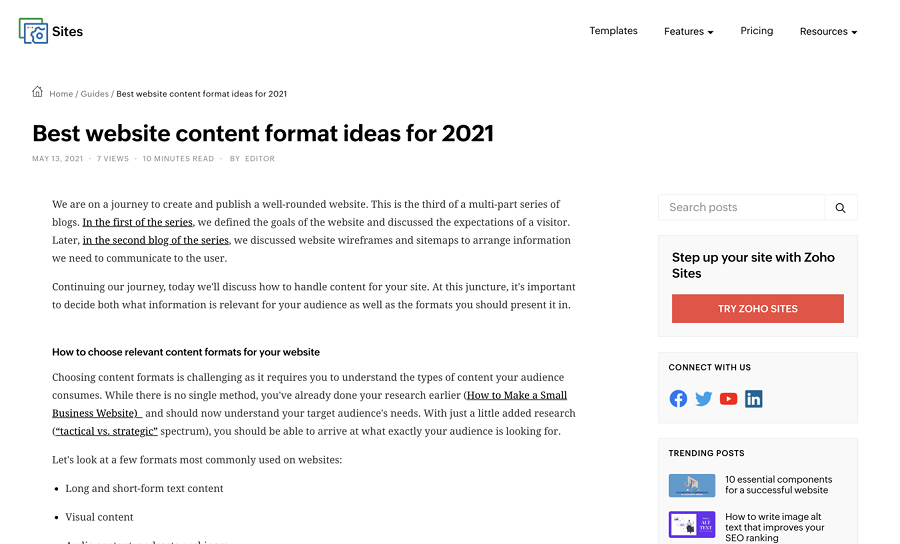 Sites
Templates
Features
Pricing
Resources
Home / Guides / Best website content format ideas for 2021
Best website content format ideas for 2021
MAY 13, 2021 · 7 VIEWS · 10 MINUTES READ · BY EDITOR
We are on a journey to create and publish a well-rounded website. This is the third of a multi-part series of
blogs. In the first of the series, we defined the goals of the website and discussed the expectations of a visitor.
Later, in the second blog of the series, we discussed website wireframes and sitemaps to arrange information
we need to communicate to the user.
Continuing our journey, today we'll discuss how to handle content for your site. At this juncture, it's important
to decide both what information is relevant for your audience as well as the formats you should present it in.
How to choose relevant content formats for your website
Choosing content formats is challenging as it requires you to understand the types of content your audience
consumes. While there is no single method, you've already done your research earlier (How to Make a Small
Business Website) and should now understand your target audience's needs. With just a little added research
(“tactical vs. strategic” spectrum), you should be able to arrive at what exactly your audience is looking for.
Let's look at a few formats most commonly used on websites:
• Long and short-form text content
• Visual content
Search posts
Step up your site with Zoho
Sites
TRY ZOHO SITES
CONNECT WITH US
TRENDING POSTS
10 essential components
for a successful website
ALT
TEXT
How to write image alt
text that improves your
SEO ranking